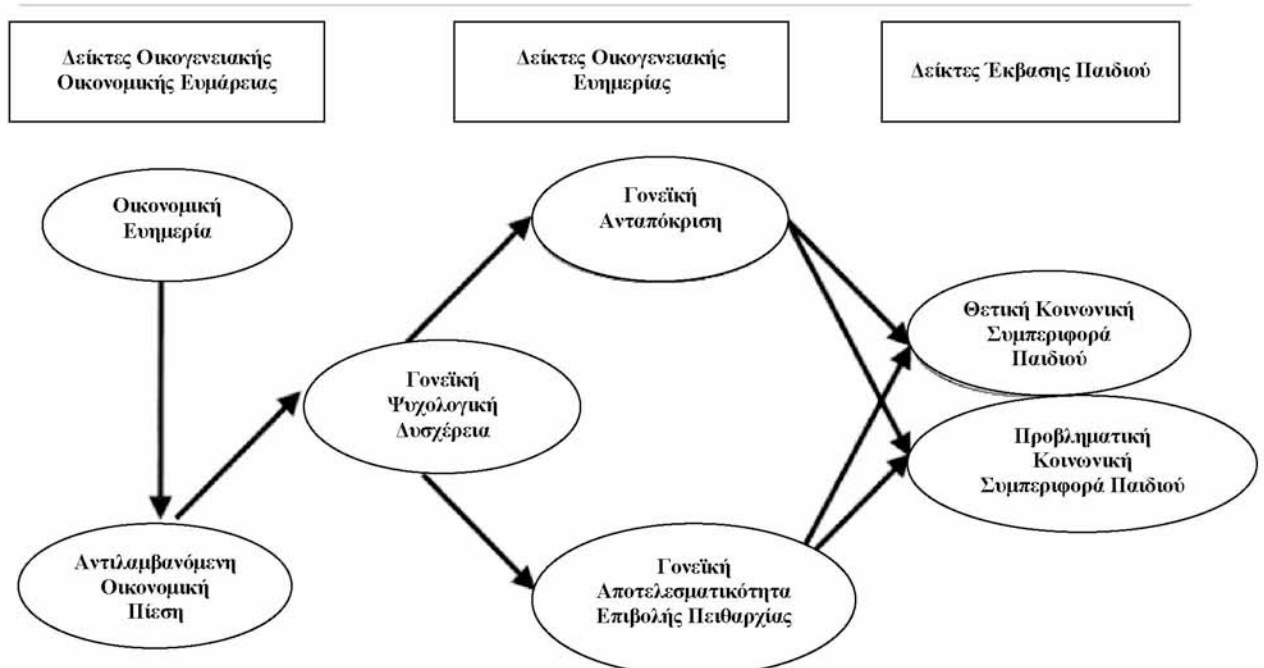 Δείκτες Οικογενειακής
Οικονομικής Ευμάρειας
Δείκτες Οικογενειακής
Ευημερίας
Δείκτες Έκβασης Παιδιού
Οικονομική
Ευημερία
Γονεϊκή
Ανταπόκριση
Θετική Κοινωνική
Συμπεριφορά
Παιδιού
Γονεϊκή
Ψυχολογική
Δυσχέρεια
Προβληματική
Κοινωνική
Συμπεριφορά Παιδιού
Αντιλαμβανόμενη
Οικονομική
Πίεση
Γονεϊκή
Αποτελεσματικότητα
Επιβολής Πειθαρχίας